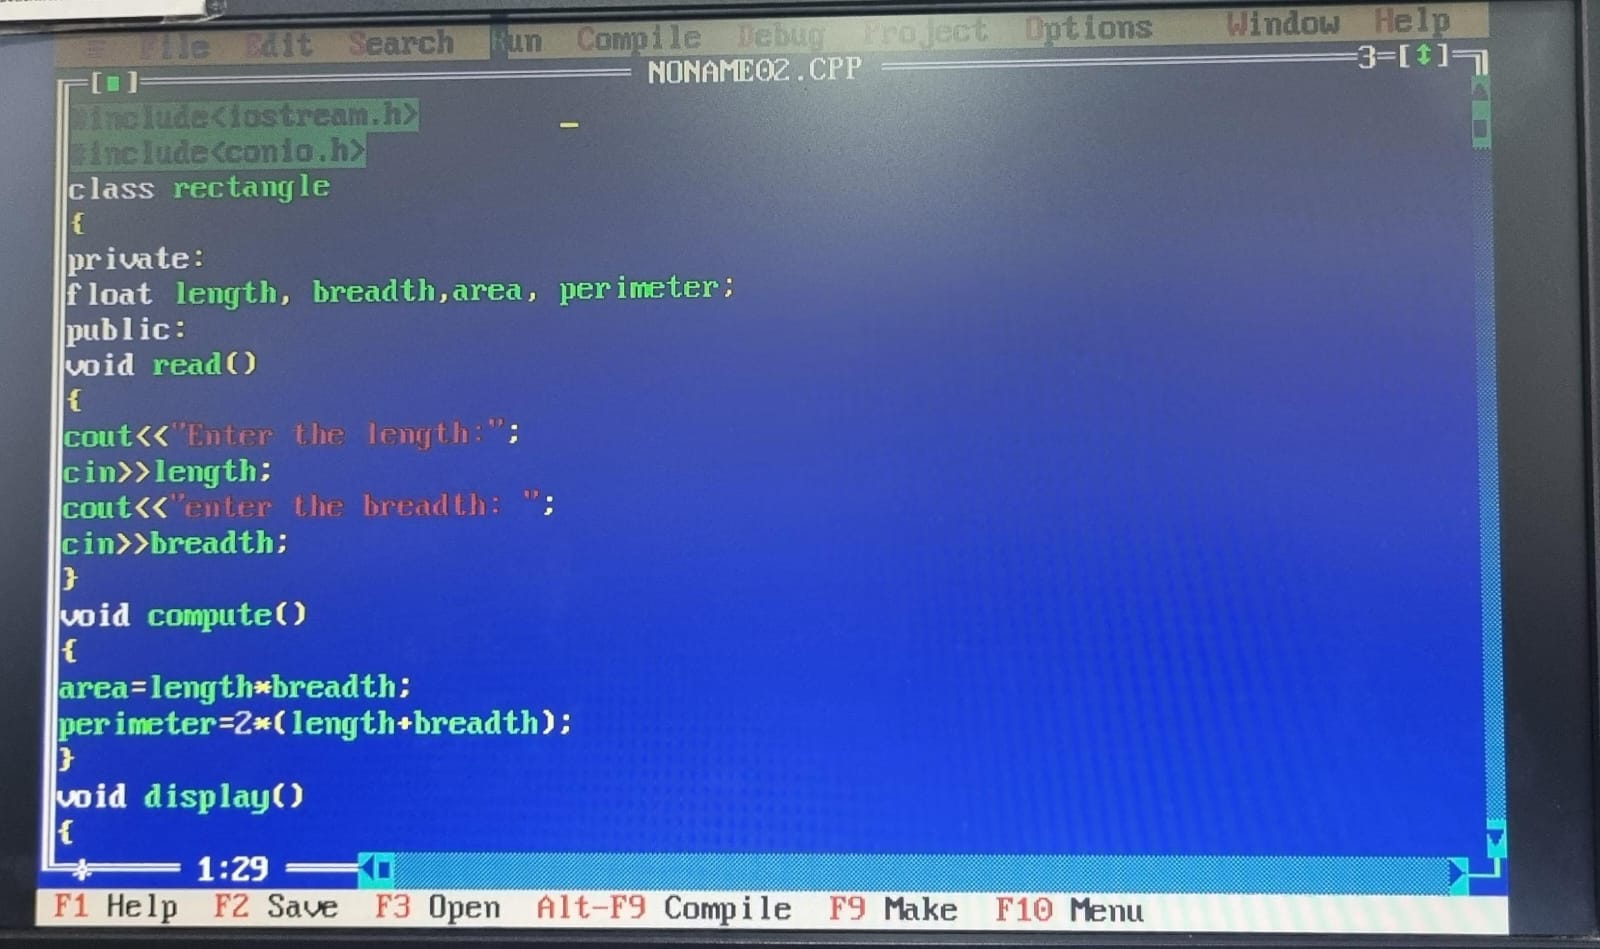 ≡ File Edit Search Run Compile Debug Project Options Window Help
[■] NONAME02.CPP 3=[↕]
#include<iostream.h>
#include<conio.h>
class rectangle
{
private:
float length, breadth,area, perimeter;
public:
void read()
{
cout<<"Enter the length:";
cin>>length;
cout<<"enter the breadth: ";
cin>>breadth;
}
void compute()
{
area=length*breadth;
perimeter=2*(length+breadth);
}
void display()
{
* 1:29
F1 Help F2 Save F3 Open Alt-F9 Compile F9 Make F10 Menu